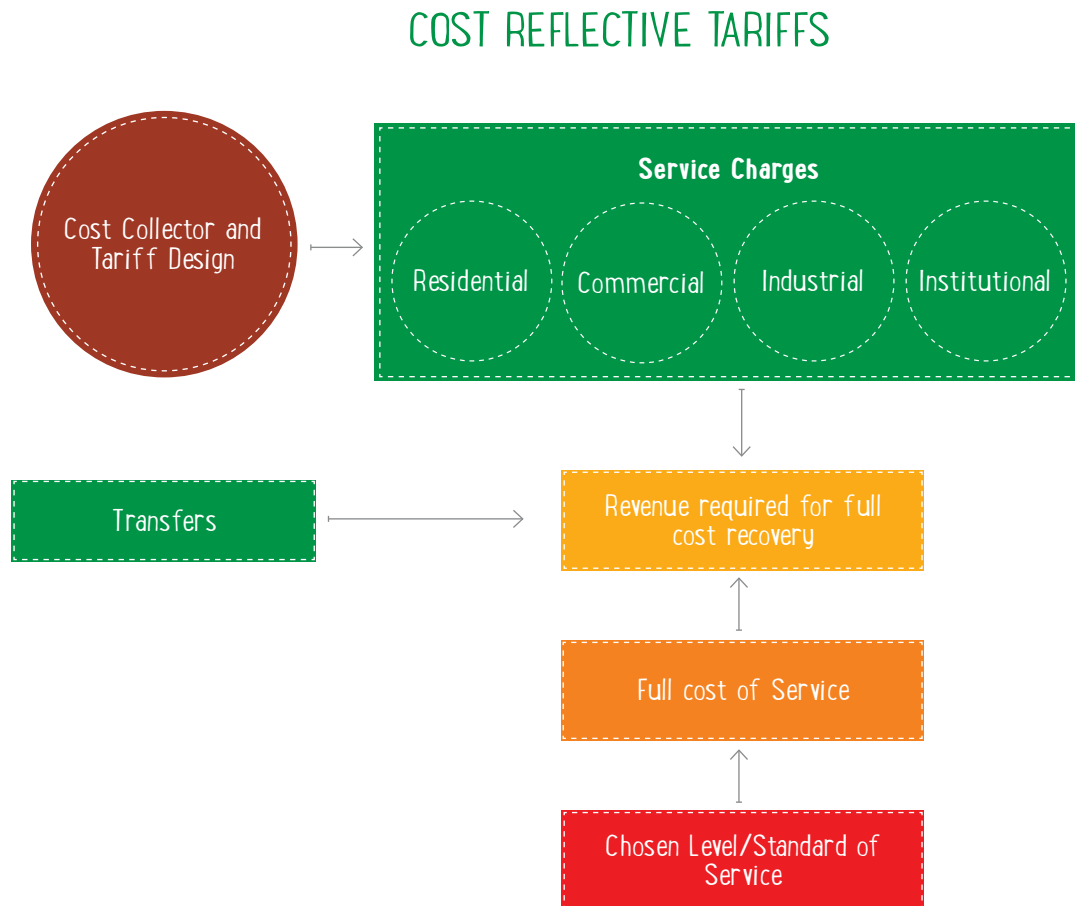 COST REFLECTIVE TARIFFS
Cost Collector and
Tariff Design
Service Charges
Residential
Commercial
Industrial
Institutional
Transfers
Revenue required for full
cost recovery
Full cost of Service
Chosen Level/Standard of
Service